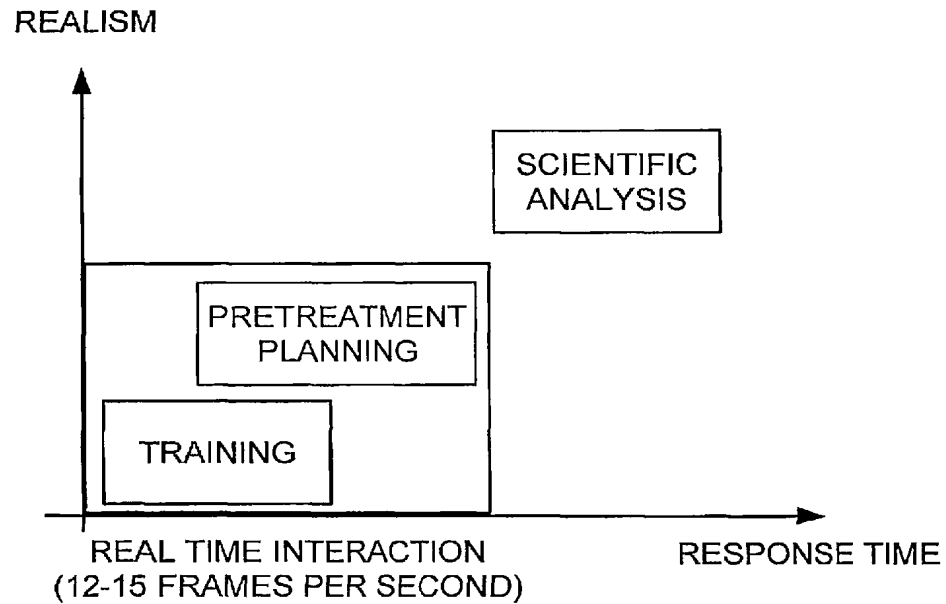 REALISM
SCIENTIFIC
ANALYSIS
PRETREATMENT
PLANNING
TRAINING
REAL TIME INTERACTION
(12-15 FRAMES PER SECOND)
RESPONSE TIME